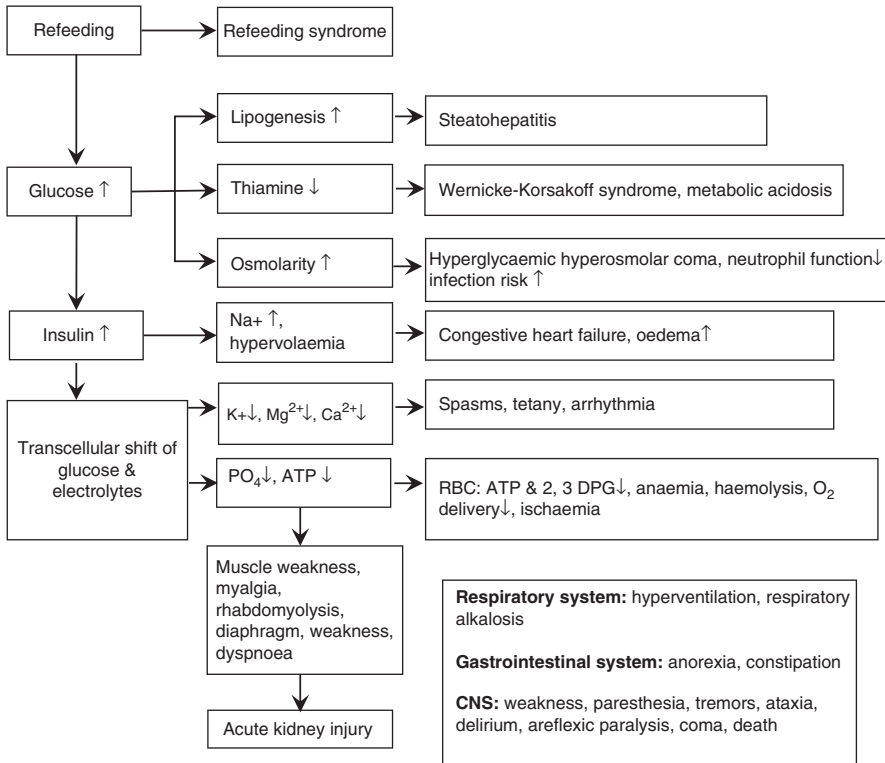 Refeeding
Refeeding syndrome
Lipogenesis ↑
Steatohepatitis
Glucose ↑
Thiamine ↓
Wernicke-Korsakoff syndrome, metabolic acidosis
Osmolarity ↑
Hyperglycaemic hyperosmolar coma, neutrophil function↓
infection risk ↑
Insulin ↑
Na+ ↑,
hypervolaemia
Congestive heart failure, oedema↑
Transcellular shift of
glucose &
electrolytes
K+↓, Mg²⁺↓, Ca²⁺↓
Spasms, tetany, arrhythmia
PO₄↓, ATP ↓
RBC: ATP & 2, 3 DPG↓, anaemia, haemolysis, O₂
delivery↓, ischaemia
Muscle weakness,
myalgia,
rhabdomyolysis,
diaphragm, weakness,
dyspnoea
Acute kidney injury
Respiratory system: hyperventilation, respiratory
alkalosis
Gastrointestinal system: anorexia, constipation
CNS: weakness, paresthesia, tremors, ataxia,
delirium, areflexic paralysis, coma, death